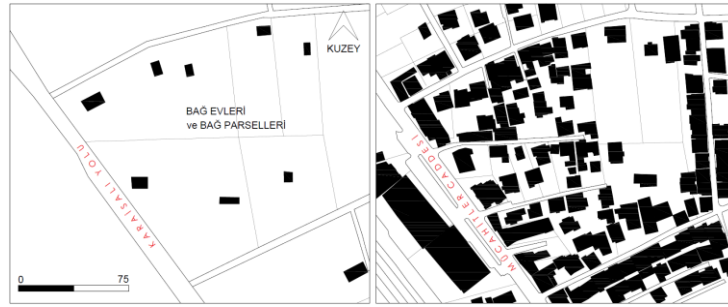 KUZEY
BAĞ EVLERİ
ve BAĞ PARSELLERİ
KARAİSALI YOLU
0 75
MÜCAHİTLER CADDESİ